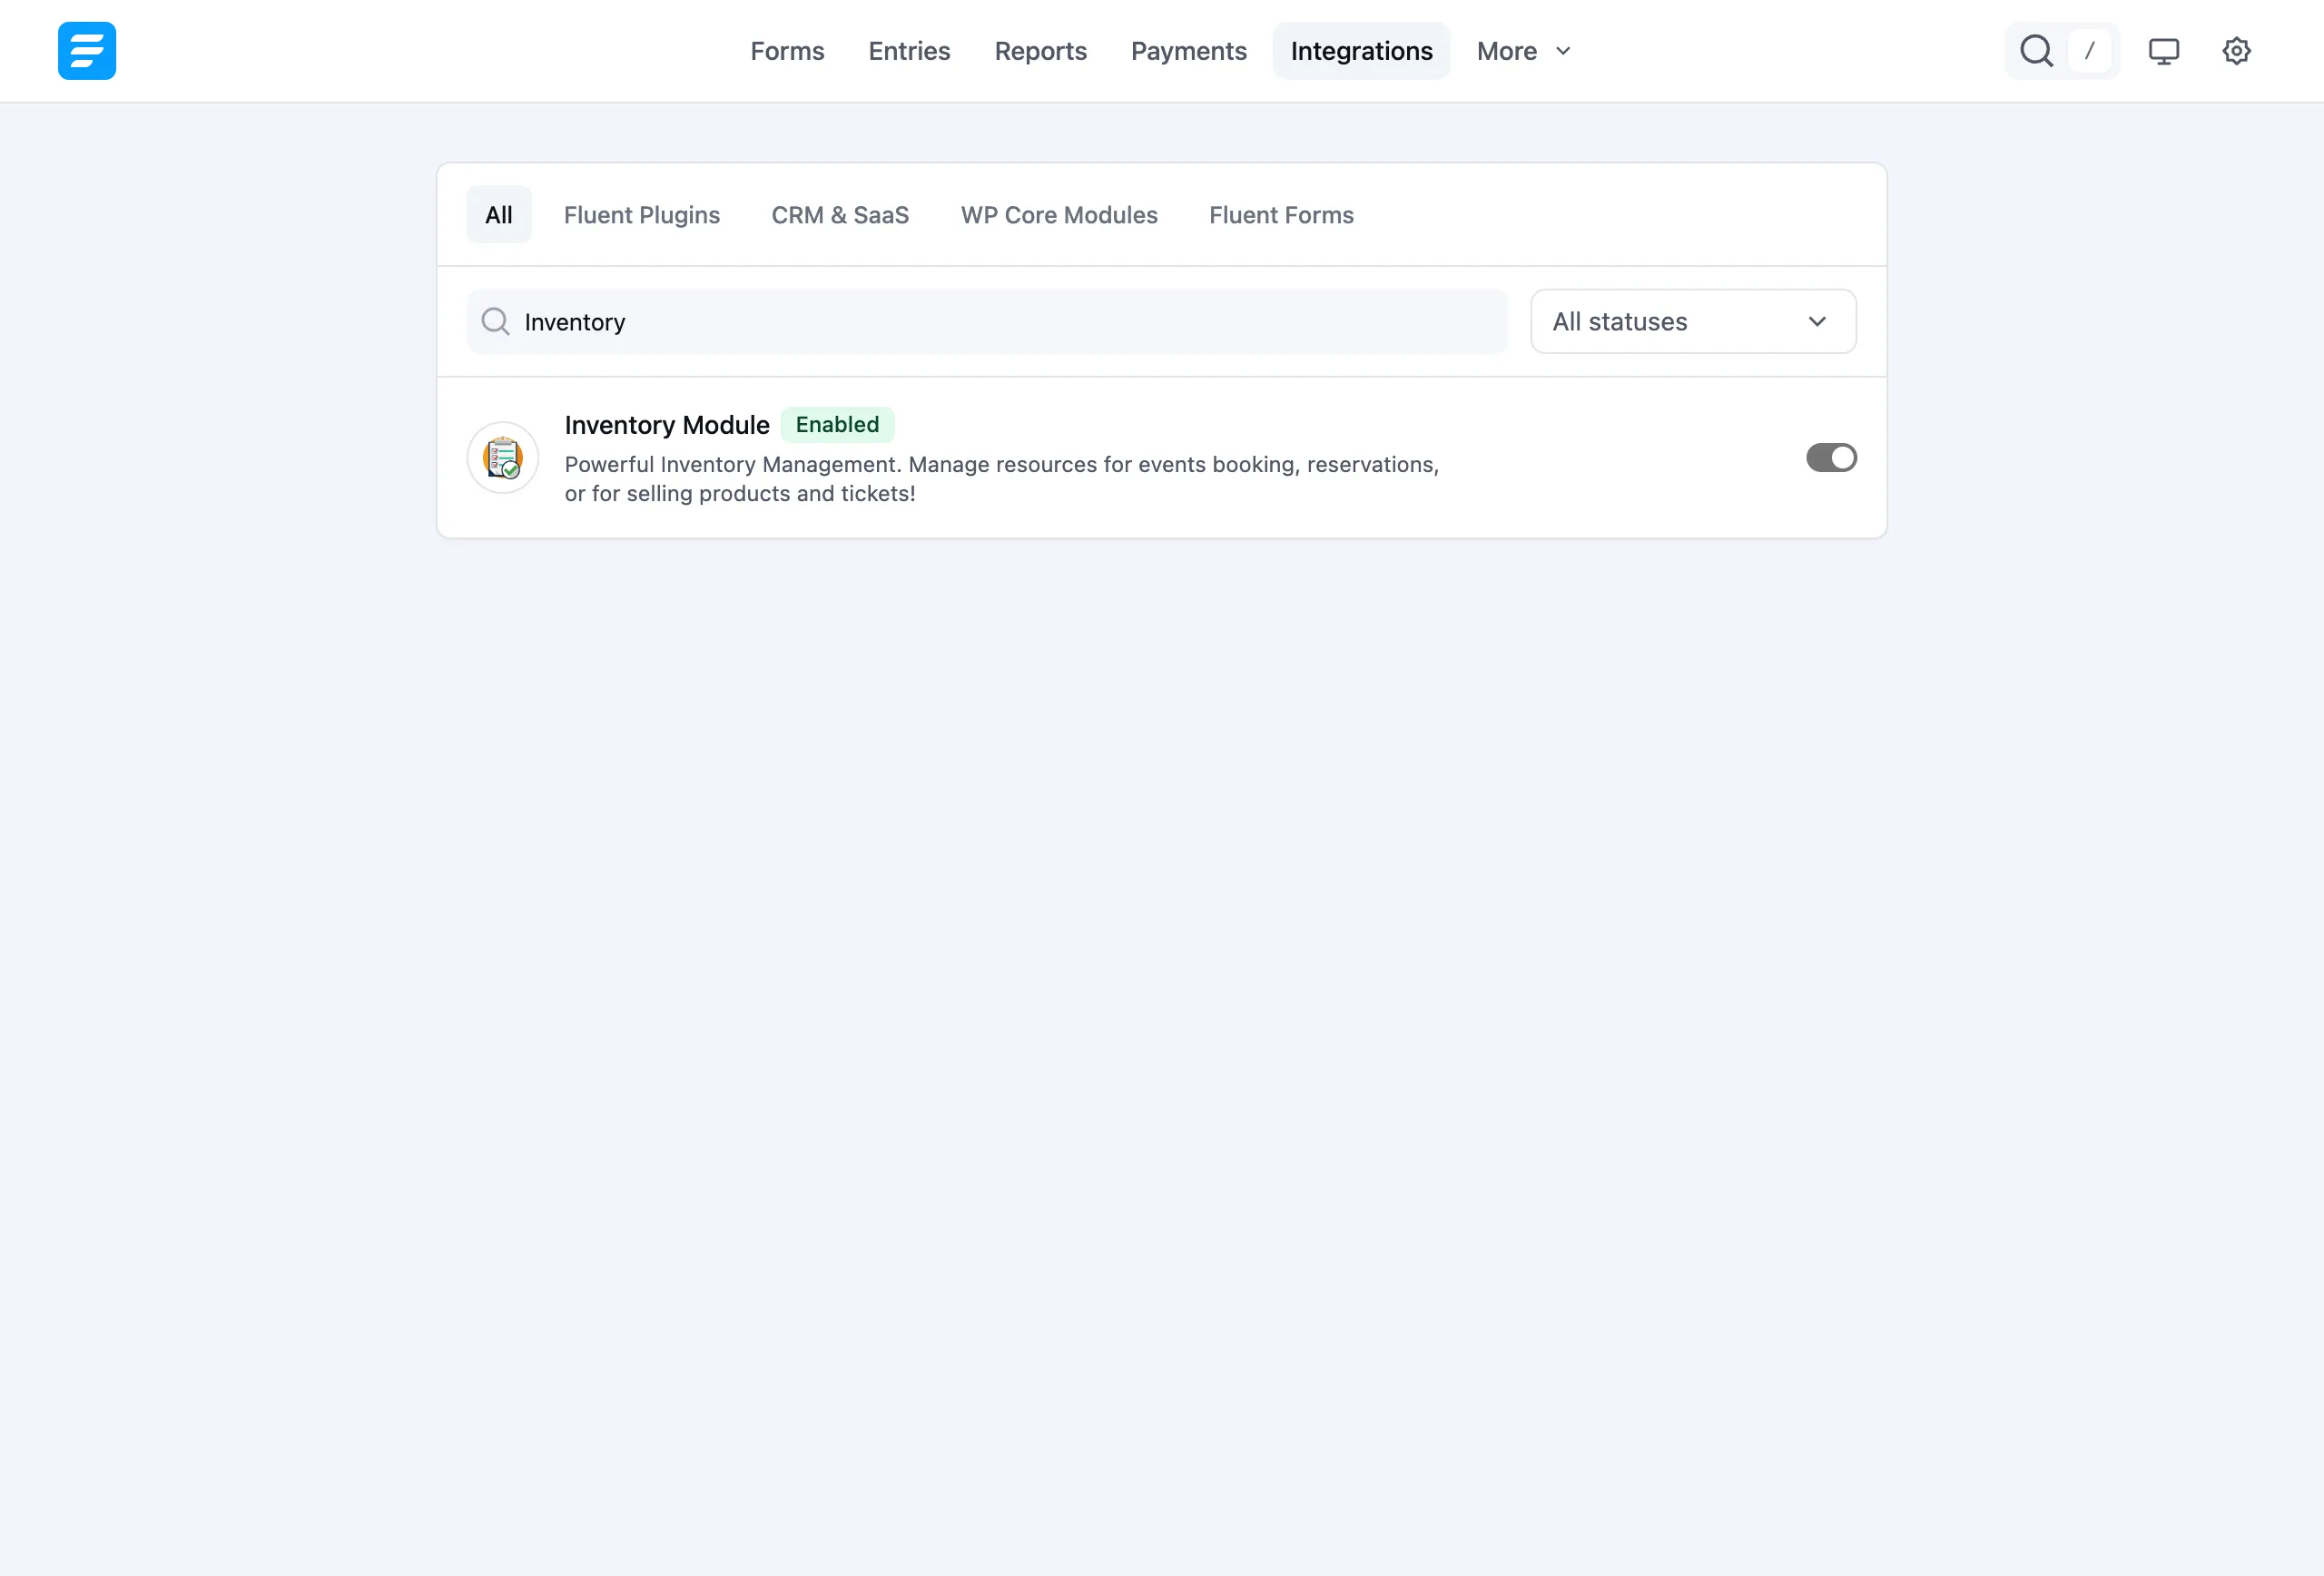 Forms Entries Reports Payments Integrations More /
All Fluent Plugins CRM & SaaS WP Core Modules Fluent Forms
Inventory All statuses
Inventory Module Enabled
Powerful Inventory Management. Manage resources for events booking, reservations,
or for selling products and tickets!